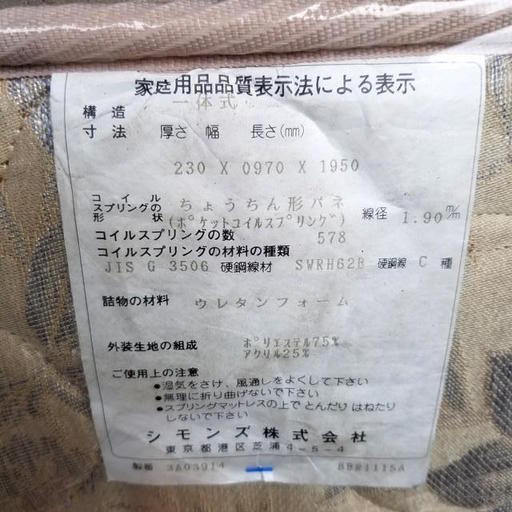 家庭用品品質表示法による表示
構造 一体式
寸法 厚さ 幅 長さ(mm)
230 X 0970 X 1950
コイルスプリングの形状 ちょうちん形バネ(ポケットコイルスプリング) 線径 1.90 m/m
コイルスプリングの数 578
コイルスプリングの材料の種類
JIS G 3506 硬鋼線材 SWRH62B 硬鋼線 C 種
詰物の材料 ウレタンフォーム
外装生地の組成 ポリエステル75%
アクリル25%
ご使用上の注意
●湿気をさけ、風通しをよくして下さい
●無理に折り曲げないで下さい
●スプリングマットレスの上で とんだり はねたり
しないで下さい
シモンズ株式会社
東京都港区芝浦4-5-4
製番 3A03914